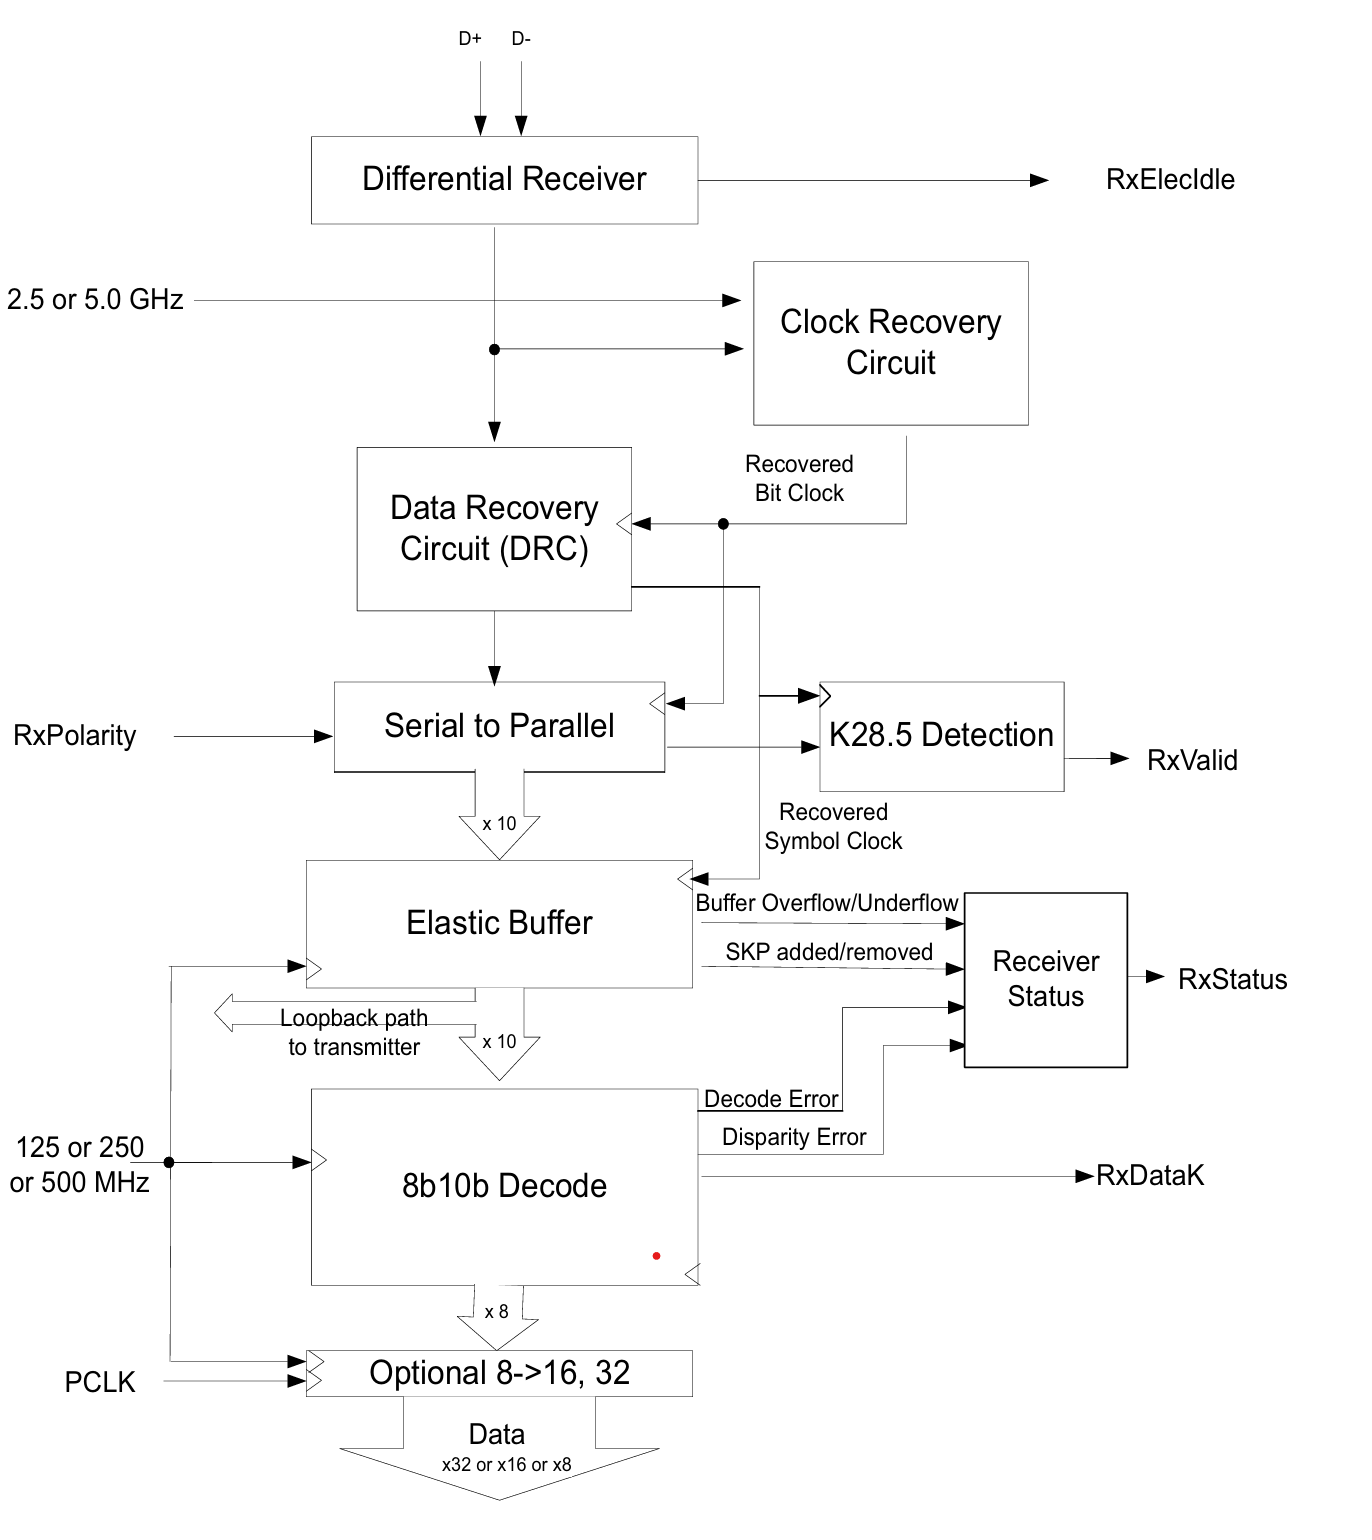 D+ D-
Differential Receiver
RxElecIdle
2.5 or 5.0 GHz
Clock Recovery
Circuit
Recovered
Bit Clock
Data Recovery
Circuit (DRC)
RxPolarity
Serial to Parallel
K28.5 Detection
RxValid
x 10
Recovered
Symbol Clock
Elastic Buffer
Buffer Overflow/Underflow
SKP added/removed
Receiver
Status
RxStatus
Loopback path
to transmitter
x 10
Decode Error
Disparity Error
125 or 250
or 500 MHz
8b10b Decode
RxDataK
x 8
PCLK
Optional 8->16, 32
Data
x32 or x16 or x8